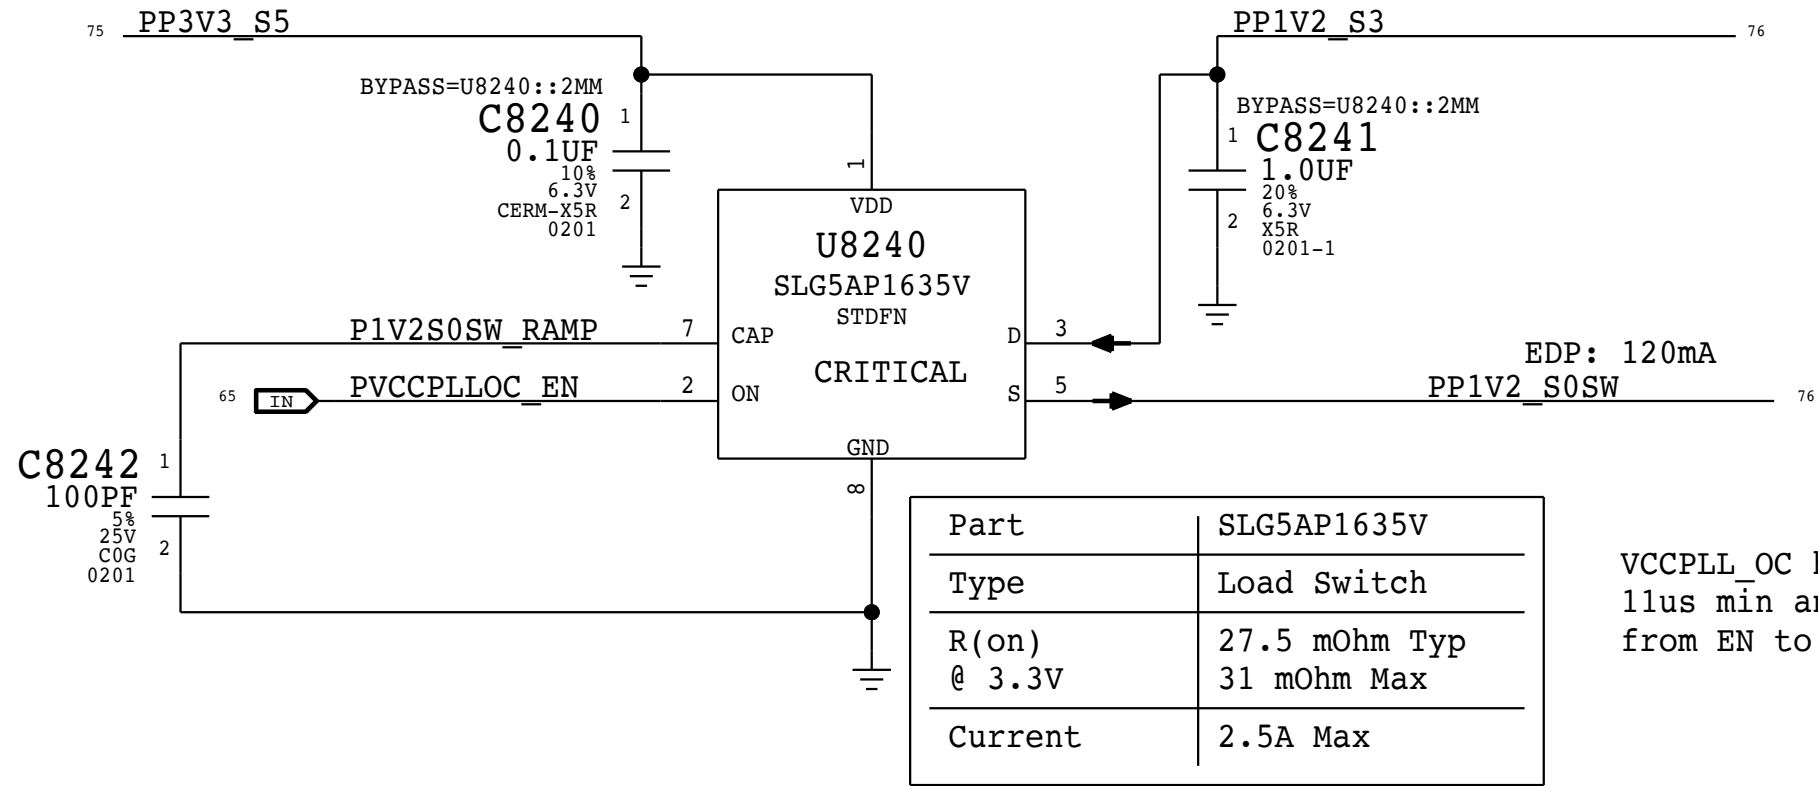 75 PP3V3_S5
PP1V2_S3 76
BYPASS=U8240::2MM
C8240 1
0.1UF
10%
6.3V
CERM-X5R 2
0201
BYPASS=U8240::2MM
1 C8241
1.0UF
20%
6.3V
2 X5R
0201-1
1
VDD
U8240
SLG5AP1635V
STDFN
CRITICAL
P1V2S0SW_RAMP 7 CAP
65 IN PVCCPLLOC_EN 2 ON
D 3
S 5
EDP: 120mA
PP1V2_S0SW 76
GND
8
C8242 1
100PF
5%
25V
C0G 2
0201
Part SLG5AP1635V
Type Load Switch
R(on) 27.5 mOhm Typ
@ 3.3V 31 mOhm Max
Current 2.5A Max
VCCPLL_OC
11us min
from EN to